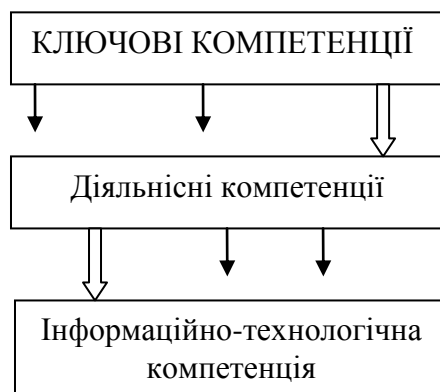 КЛЮЧОВІ КОМПЕТЕНЦІЇ
Діяльнісні компетенції
Інформаційно-технологічна
компетенція